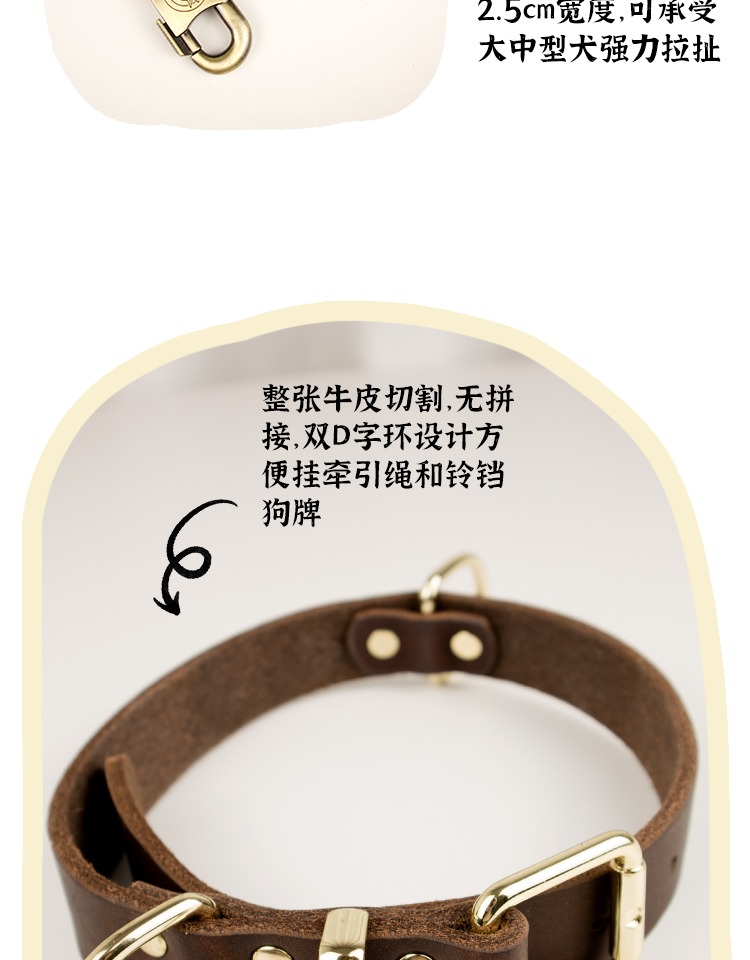 2.5cm宽度,可承受
大中型犬强力拉扯
整张牛皮切割,无拼
接,双D字环设计方
便挂牵引绳和铃铛
狗牌